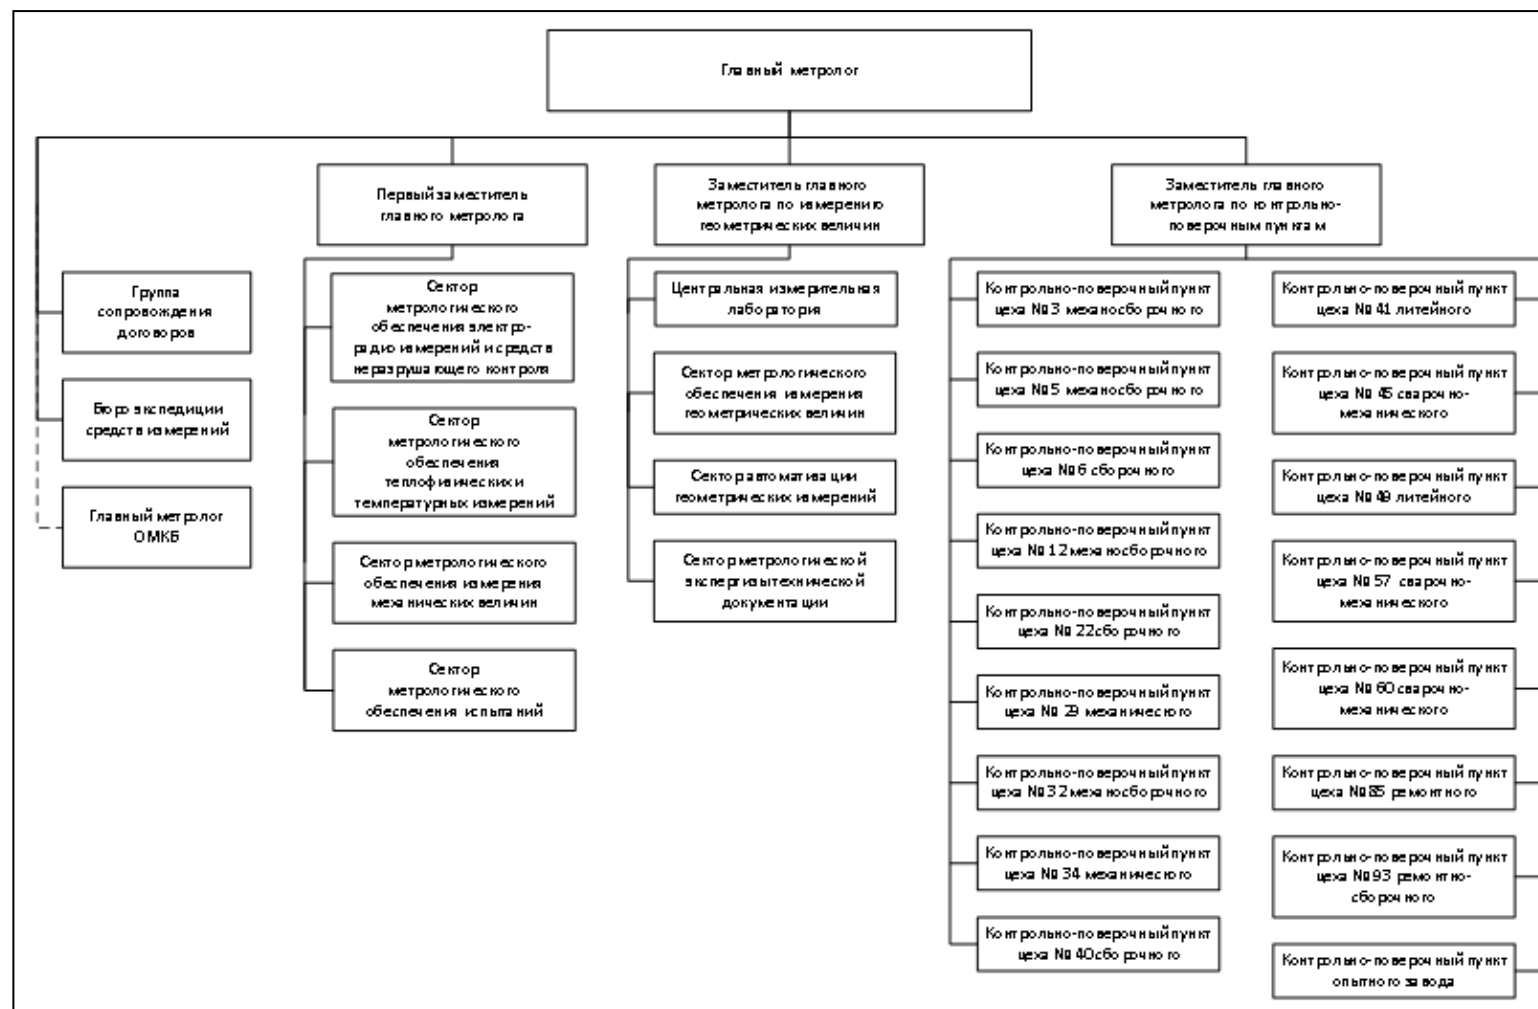 Главный метролог
Первый заместитель
главного метролога
Заместитель главного
метролога по измерению
геометрических величин
Заместитель главного
метролога по контрольно-
поверочным пунктам
Группа
сопровождения
договоров
Бюро экспедиции
средств измерений
Главный метролог
ОМКБ
Сектор
метрологического
обеспечения электро-
радио измерений и средств
неразрушающего контроля
Сектор
метрологического
обеспечения
теплофизических и
температурных измерений
Сектор метрологического
обеспечения измерения
механических величин
Сектор
метрологического
обеспечения испытаний
Центральная измерительная
лаборатория
Сектор метрологического
обеспечения измерения
геометрических величин
Сектор автоматизации
геометрических измерений
Сектор метрологической
экспертизы технической
документации
Контрольно-поверочный пункт
цеха № 3 механосборочного
Контрольно-поверочный пункт
цеха № 5 механосборочного
Контрольно-поверочный пункт
цеха № 6 сборочного
Контрольно-поверочный пункт
цеха № 12 механосборочного
Контрольно-поверочный пункт
цеха № 22 сборочного
Контрольно-поверочный пункт
цеха № 29 механического
Контрольно-поверочный пункт
цеха № 32 механосборочного
Контрольно-поверочный пункт
цеха № 34 механического
Контрольно-поверочный пункт
цеха № 40 сборочного
Контрольно-поверочный пункт
цеха № 41 литейного
Контрольно-поверочный пункт
цеха № 45 сварочно-
механического
Контрольно-поверочный пункт
цеха № 49 литейного
Контрольно-поверочный пункт
цеха № 57 сварочно-
механического
Контрольно-поверочный пункт
цеха № 60 сварочно-
механического
Контрольно-поверочный пункт
цеха № 85 ремонтного
Контрольно-поверочный пункт
цеха № 93 ремонтно-
сборочного
Контрольно-поверочный пункт
опытного завода